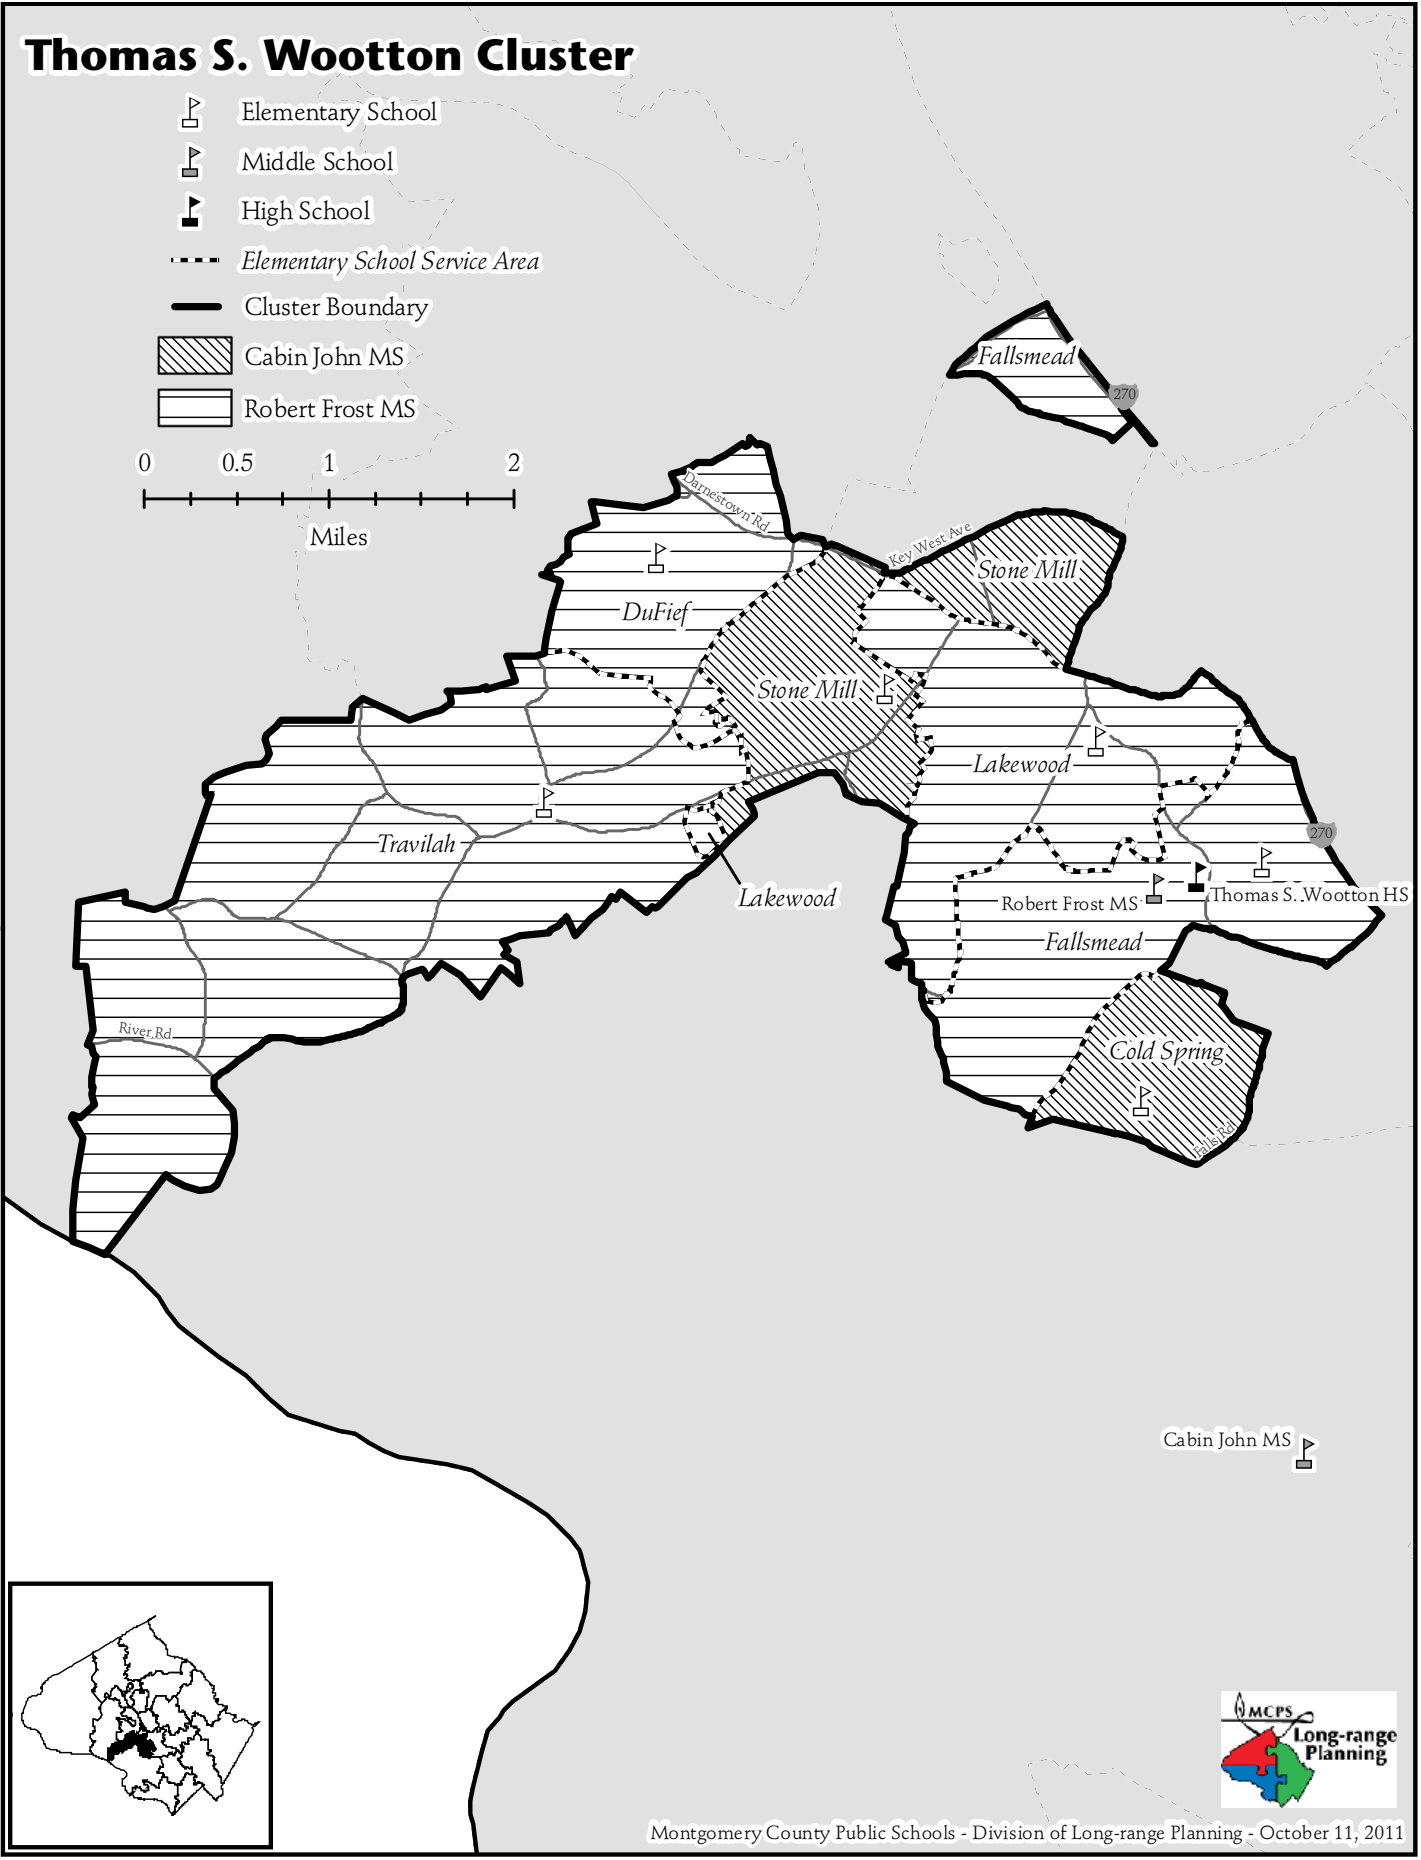 Thomas S. Wootton Cluster
Elementary School
Middle School
High School
Elementary School Service Area
Cluster Boundary
Cabin John MS
Robert Frost MS
0 0.5 1 2
Miles
Fallsmead
270
Darnestown Rd
Key West Ave
Stone Mill
DuFief
Stone Mill
Lakewood
270
Travilah
Lakewood
Thomas S. Wootton HS
Robert Frost MS
Fallsmead
River Rd
Cold Spring
Falls Rd
Cabin John MS
MCPS
Long-range
Planning
Montgomery County Public Schools - Division of Long-range Planning - October 11, 2011